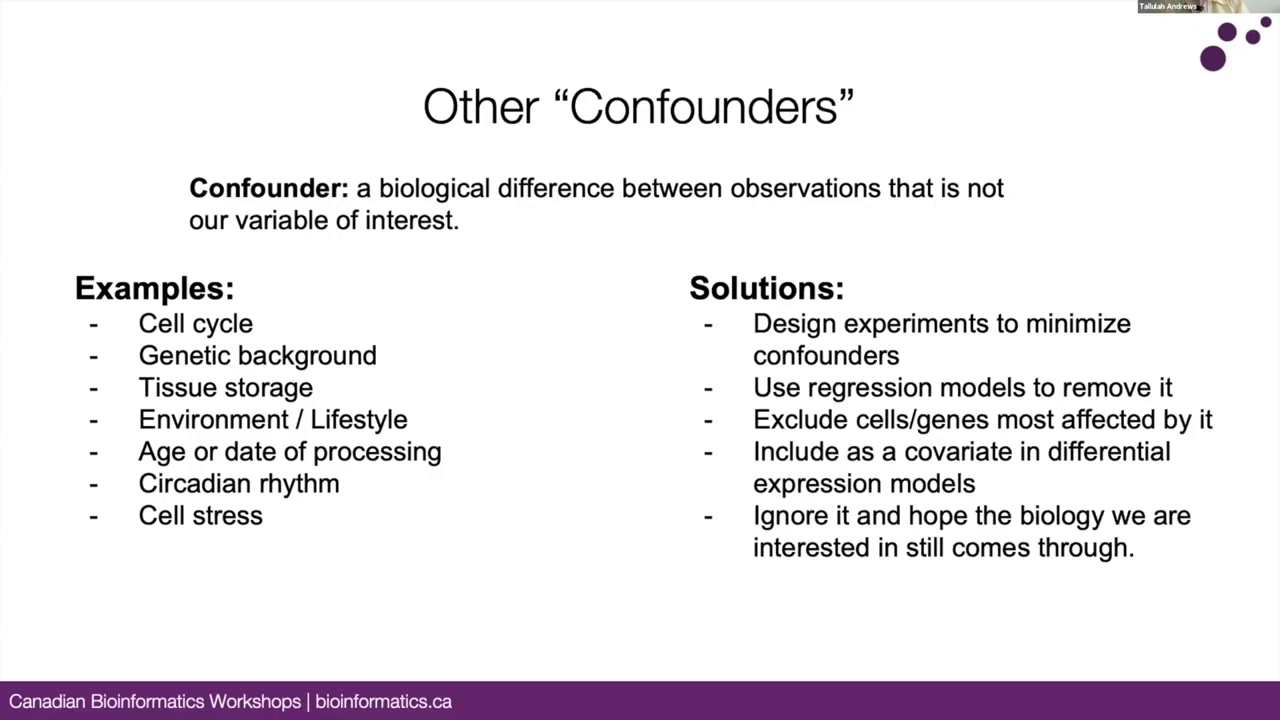 Tallulah Andrews
Other “Confounders”
Confounder: a biological difference between observations that is not
our variable of interest.
Examples:
- Cell cycle
- Genetic background
- Tissue storage
- Environment / Lifestyle
- Age or date of processing
- Circadian rhythm
- Cell stress
Solutions:
- Design experiments to minimize
confounders
- Use regression models to remove it
- Exclude cells/genes most affected by it
- Include as a covariate in differential
expression models
- Ignore it and hope the biology we are
interested in still comes through.
Canadian Bioinformatics Workshops | bioinformatics.ca